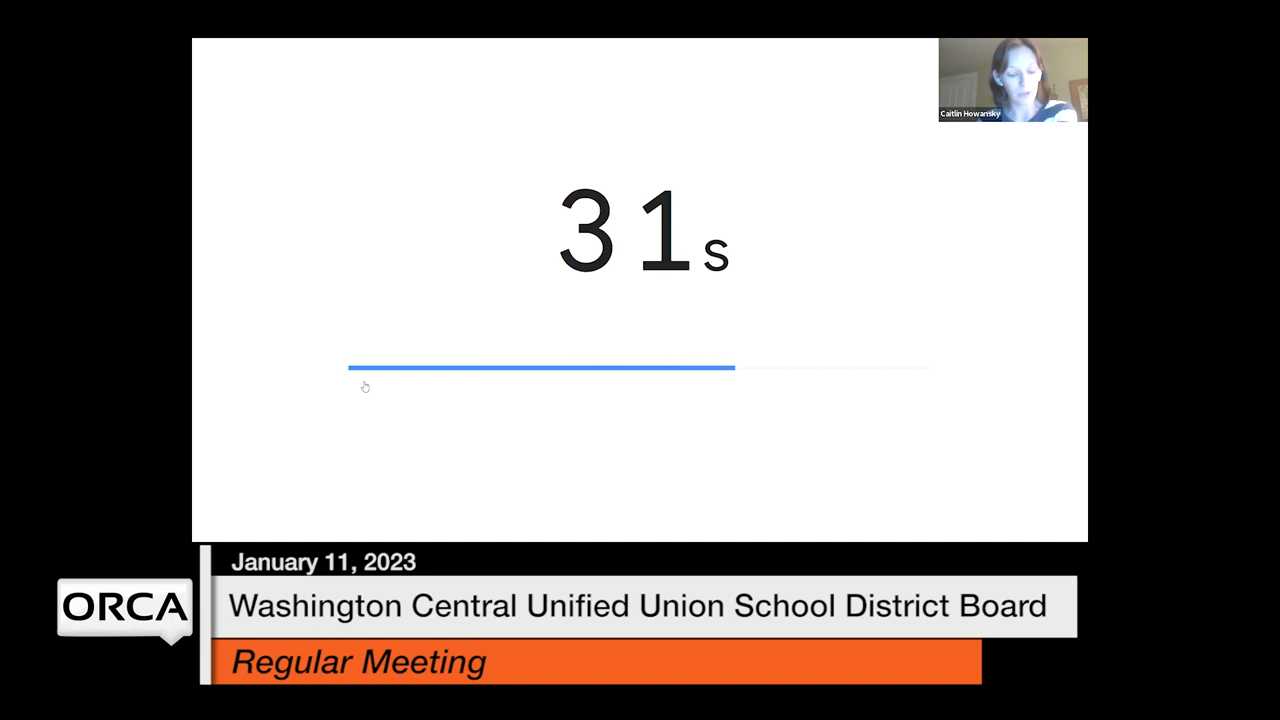 Caitlin Howansky
31s
January 11, 2023
ORCA
Washington Central Unified Union School District Board
Regular Meeting